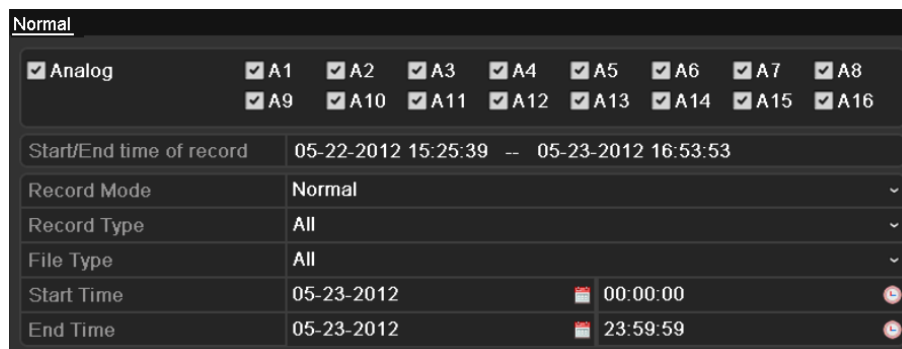 Normal
Analog A1 A2 A3 A4 A5 A6 A7 A8
A9 A10 A11 A12 A13 A14 A15 A16
Start/End time of record 05-22-2012 15:25:39 -- 05-23-2012 16:53:53
Record Mode Normal
Record Type All
File Type All
Start Time 05-23-2012 00:00:00
End Time 05-23-2012 23:59:59